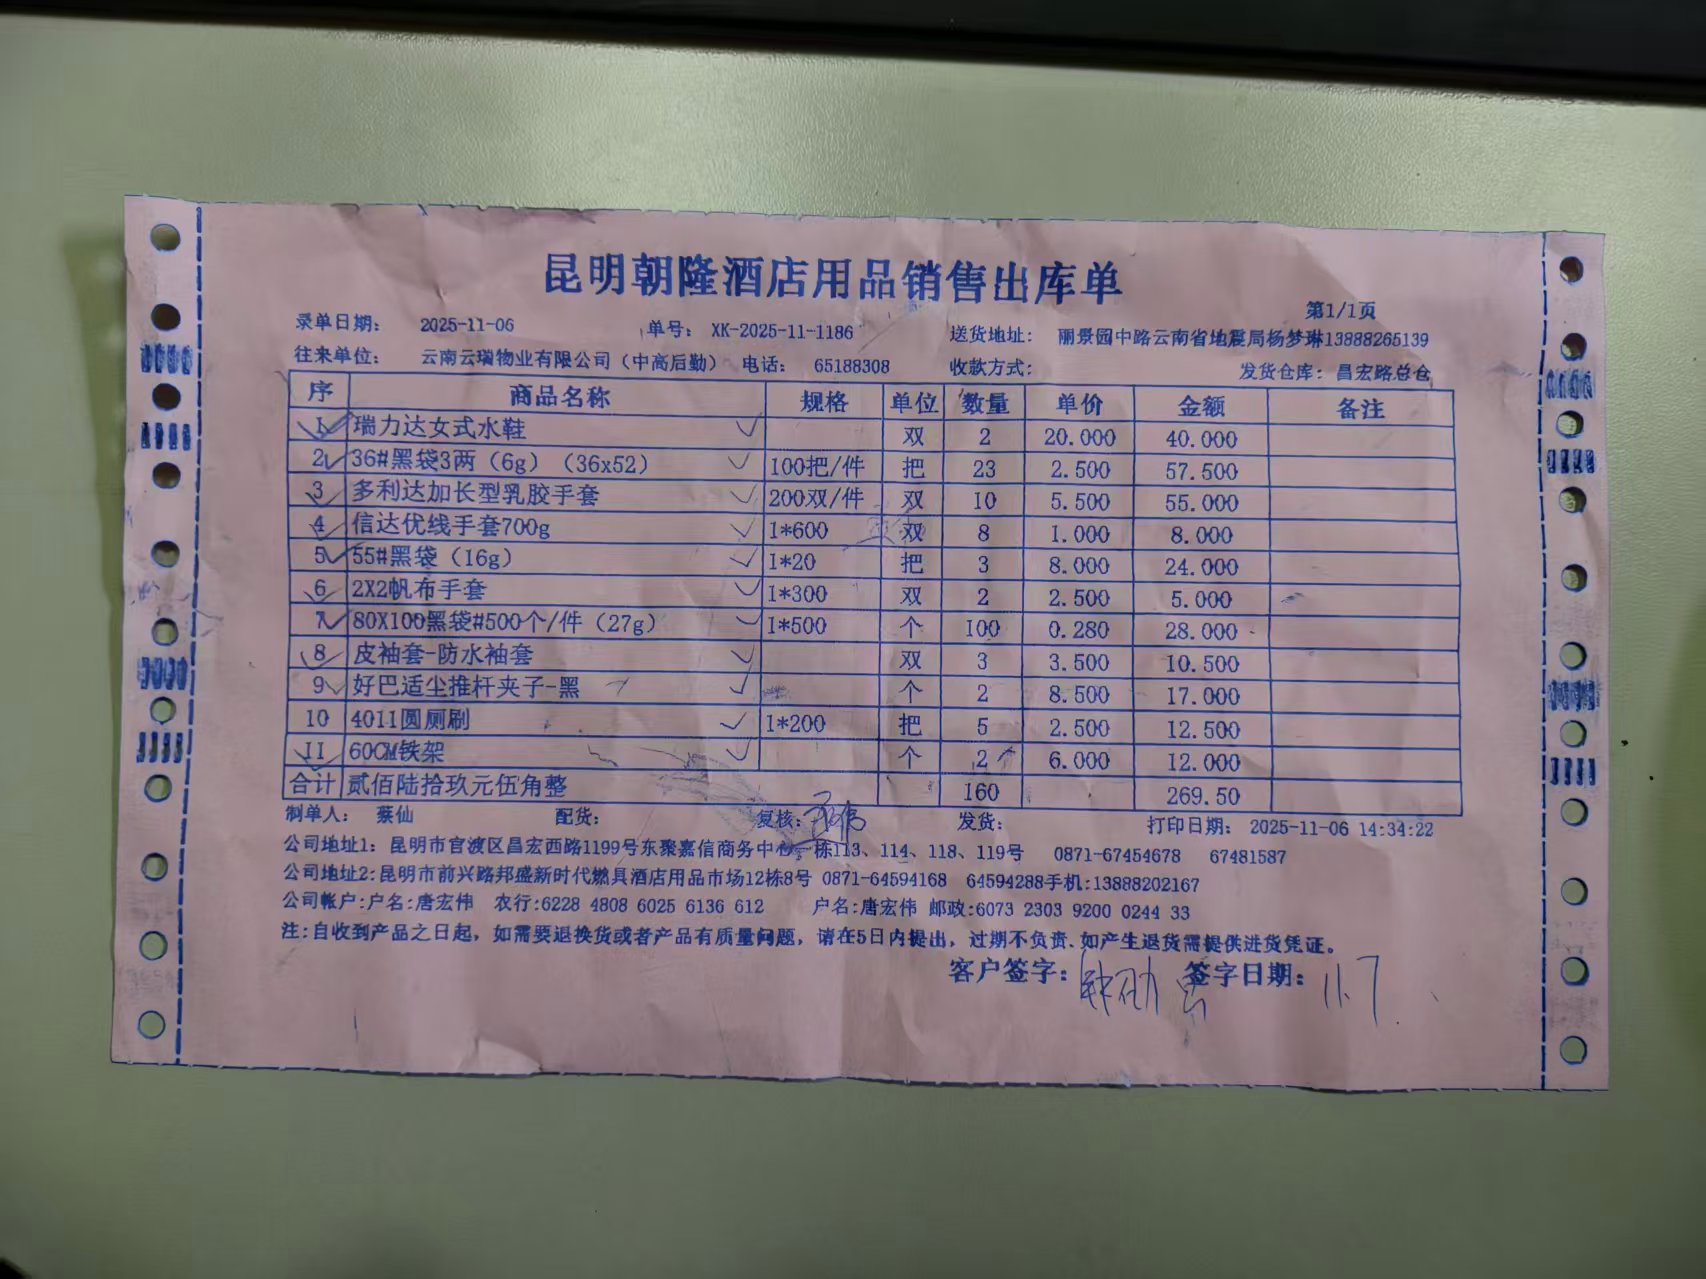 昆明朝隆酒店用品销售出库单
第1/1页
录单日期： 2025-11-06 单号： XK-2025-11-1186 送货地址： 丽景园中路云南省地震局杨梦琳13888265139
往来单位： 云南云瑞物业有限公司（中高后勤） 电话： 65188308 收款方式： 发货仓库：昌宏路总仓
序 商品名称 规格 单位 数量 单价 金额 备注
1 瑞力达女式水鞋 双 2 20.000 40.000
2 36#黑袋3两（6g）（36x52） 100把/件 把 23 2.500 57.500
3 多利达加长型乳胶手套 200双/件 双 10 5.500 55.000
4 信达优线手套700g 1*600 双 8 1.000 8.000
5 55#黑袋（16g） 1*20 把 3 8.000 24.000
6 2X2帆布手套 1*300 双 2 2.500 5.000
7 80X100黑袋#500个/件（27g） 1*500 个 100 0.280 28.000
8 皮袖套-防水袖套 双 3 3.500 10.500
9 好巴适尘推杆夹子-黑 个 2 8.500 17.000
10 4011圆厕刷 1*200 把 5 2.500 12.500
11 60CM铁架 个 2 6.000 12.000
合计 贰佰陆拾玖元伍角整 160 269.50
制单人： 蔡仙 配货： 复核： 发货： 打印日期： 2025-11-06 14:34:22
公司地址1：昆明市官渡区昌宏西路1199号东聚嘉信商务中心一栋113、114、118、119号 0871-67454678 67481587
公司地址2:昆明市前兴路邦盛新时代燃具酒店用品市场12栋8号 0871-64594168 64594288手机:13888202167
公司帐户:户名:唐宏伟 农行:6228 4808 6025 6136 612 户名:唐宏伟 邮政:6073 2303 9200 0244 33
注:自收到产品之日起，如需要退换货或者产品有质量问题，请在5日内提出，过期不负责.如产生退货需提供进货凭证。
客户签字： 签字日期： 11.7